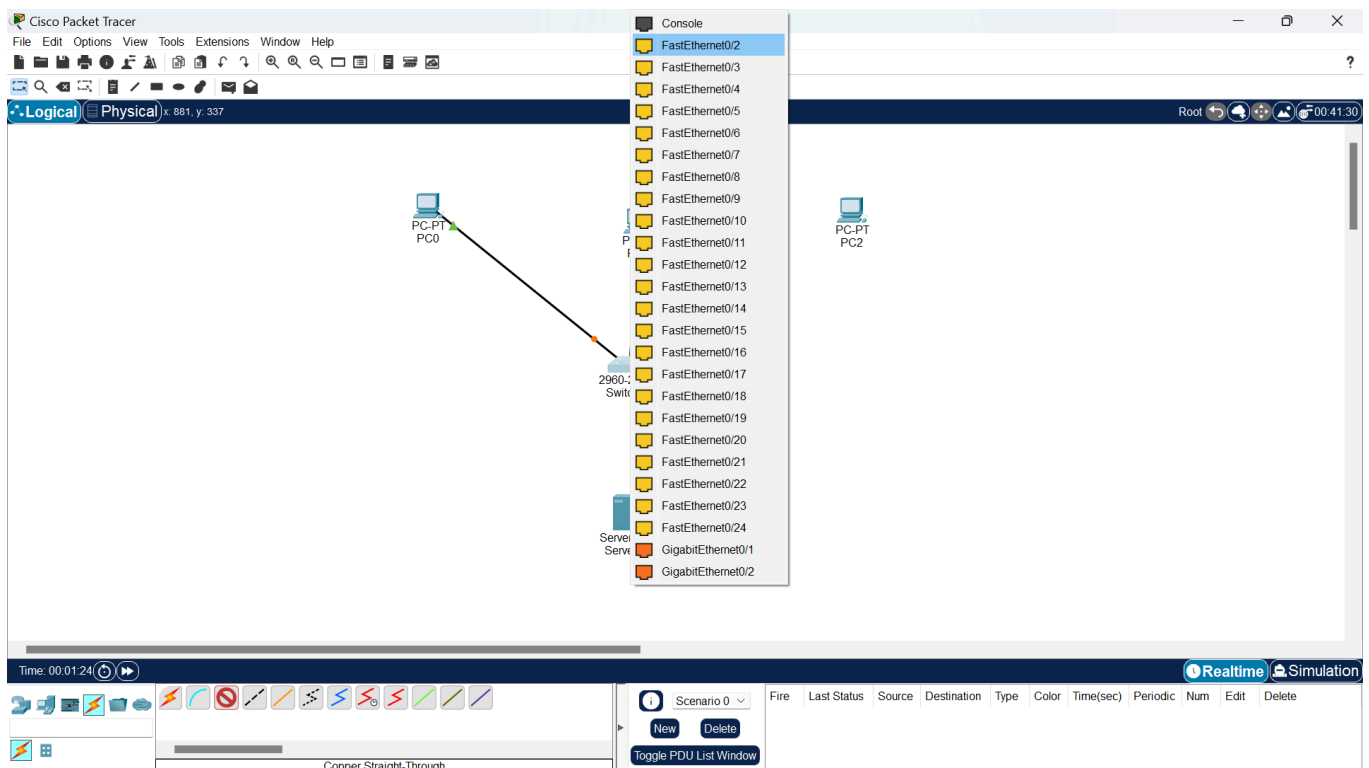 Cisco Packet Tracer
File Edit Options View Tools Extensions Window Help
?
Logical Physical x: 881, y: 337
Root 00:41:30
Console
FastEthernet0/2
FastEthernet0/3
FastEthernet0/4
FastEthernet0/5
FastEthernet0/6
FastEthernet0/7
FastEthernet0/8
FastEthernet0/9
FastEthernet0/10
FastEthernet0/11
FastEthernet0/12
FastEthernet0/13
FastEthernet0/14
FastEthernet0/15
FastEthernet0/16
FastEthernet0/17
FastEthernet0/18
FastEthernet0/19
FastEthernet0/20
FastEthernet0/21
FastEthernet0/22
FastEthernet0/23
FastEthernet0/24
GigabitEthernet0/1
GigabitEthernet0/2
PC-PT
PC0
PC-PT
PC2
2960-
Switc
Server
Serve
Time: 00:01:24
Realtime Simulation
Scenario 0
New Delete
Toggle PDU List Window
Fire Last Status Source Destination Type Color Time(sec) Periodic Num Edit Delete
Copper Straight-Through